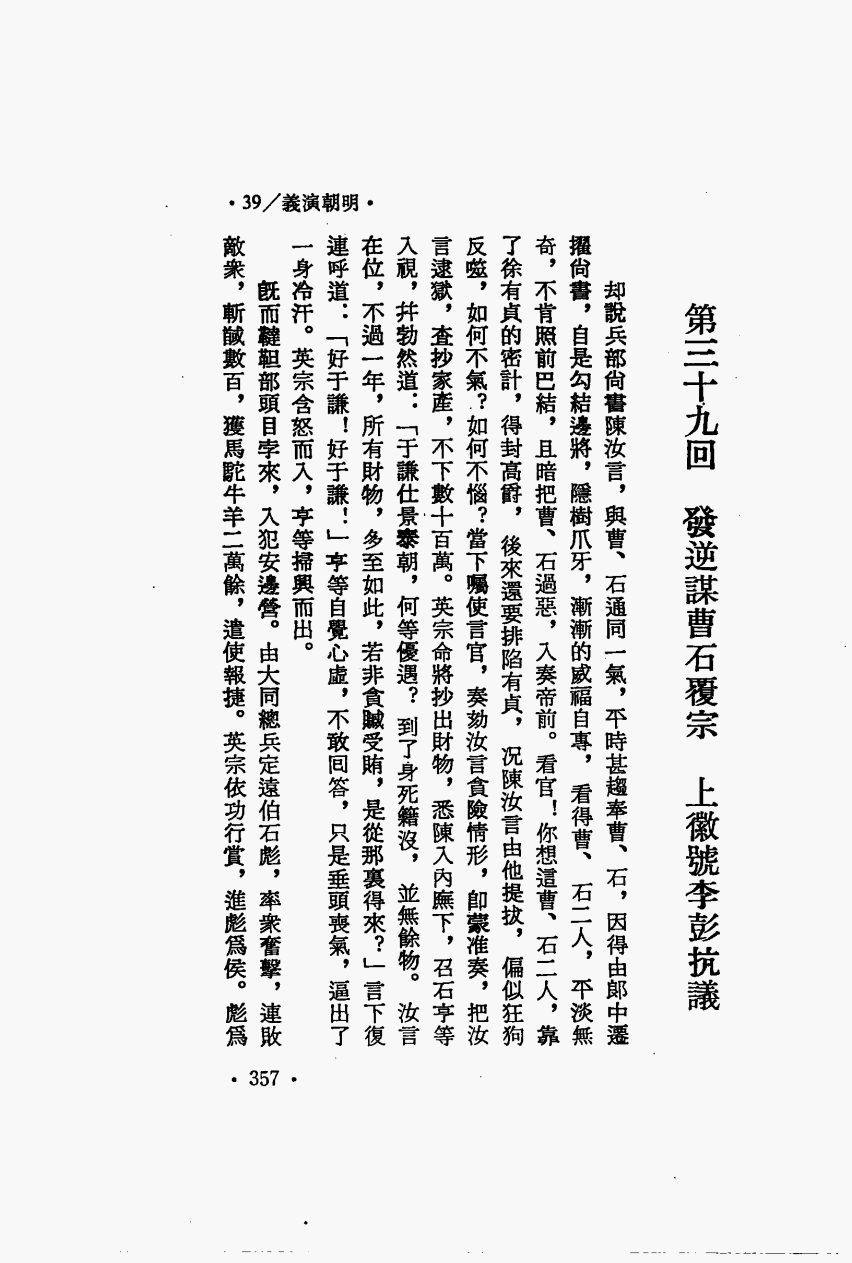 ·39／義演朝明·
第三十九回　發逆謀曹石覆宗　上徽號李彭抗議
却說兵部尚書陳汝言，與曹、石通同一氣，平時甚趨奉曹、石，因得由郎中遷
擢尚書，自是勾結邊將，隱樹爪牙，漸漸的威福自專，看得曹、石二人，平淡無
奇，不肯照前巴結，且暗把曹、石過惡，入奏帝前。看官！你想這曹、石二人，靠
了徐有貞的密計，得封高爵，後來還要排陷有貞，况陳汝言由他提拔，偏似狂狗
反噬，如何不氣？如何不惱？當下囑使言官，奏劾汝言貪險情形，卽蒙准奏，把汝
言逮獄，查抄家產，不下數十百萬。英宗命將抄出財物，悉陳入內廡下，召石亨等
入視，幷勃然道：「于謙仕景泰朝，何等優遇？到了身死籍沒，並無餘物。汝言
在位，不過一年，所有財物，多至如此，若非貪贓受賄，是從那裏得來？」言下復
連呼道：「好于謙！好于謙！」亨等自覺心虛，不敢回答，只是垂頭喪氣，逼出了
一身冷汗。英宗含怒而入，亨等掃興而出。
旣而韃靼部頭目孛來，入犯安邊營。由大同總兵定遠伯石彪，率衆奮擊，連敗
敵衆，斬馘數百，獲馬駝牛羊二萬餘，遣使報捷。英宗依功行賞，進彪爲侯。彪爲
·357·